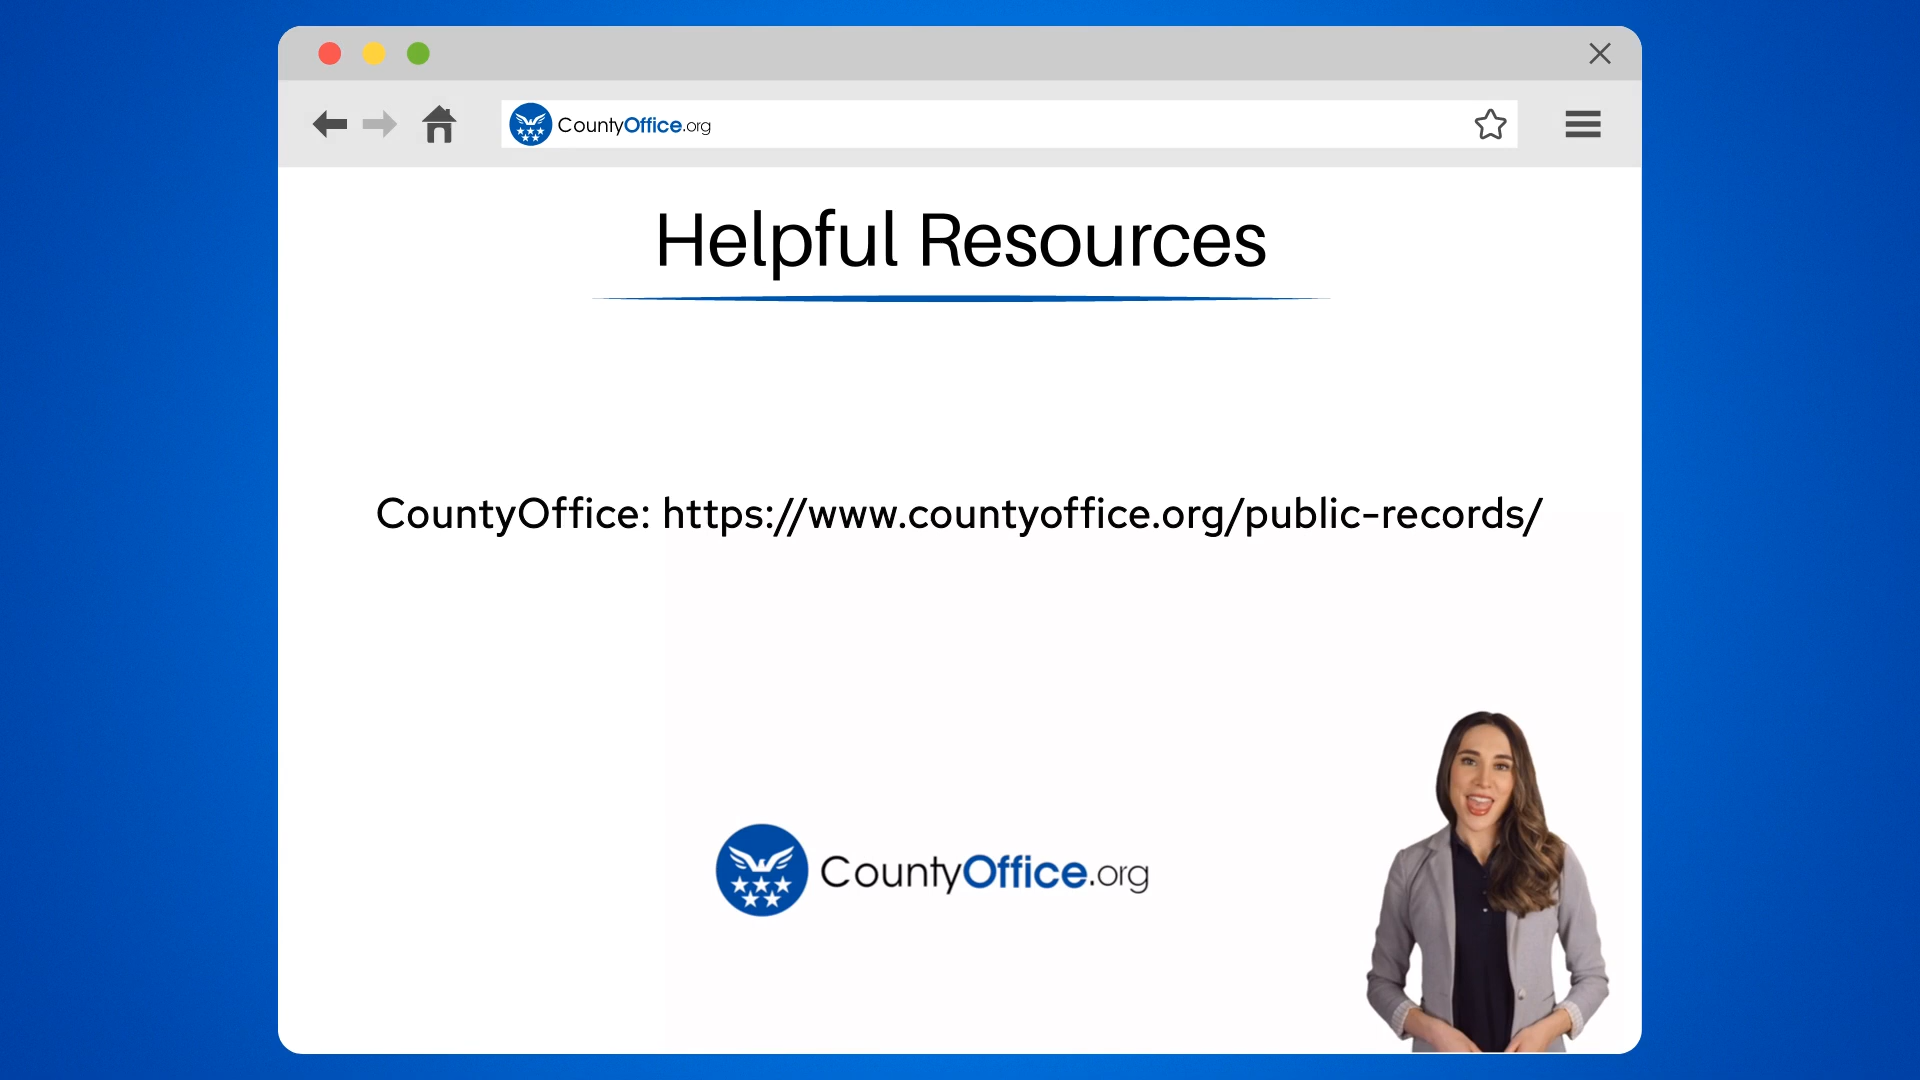 CountyOffice.org
Helpful Resources
CountyOffice: https://www.countyoffice.org/public-records/
CountyOffice.org